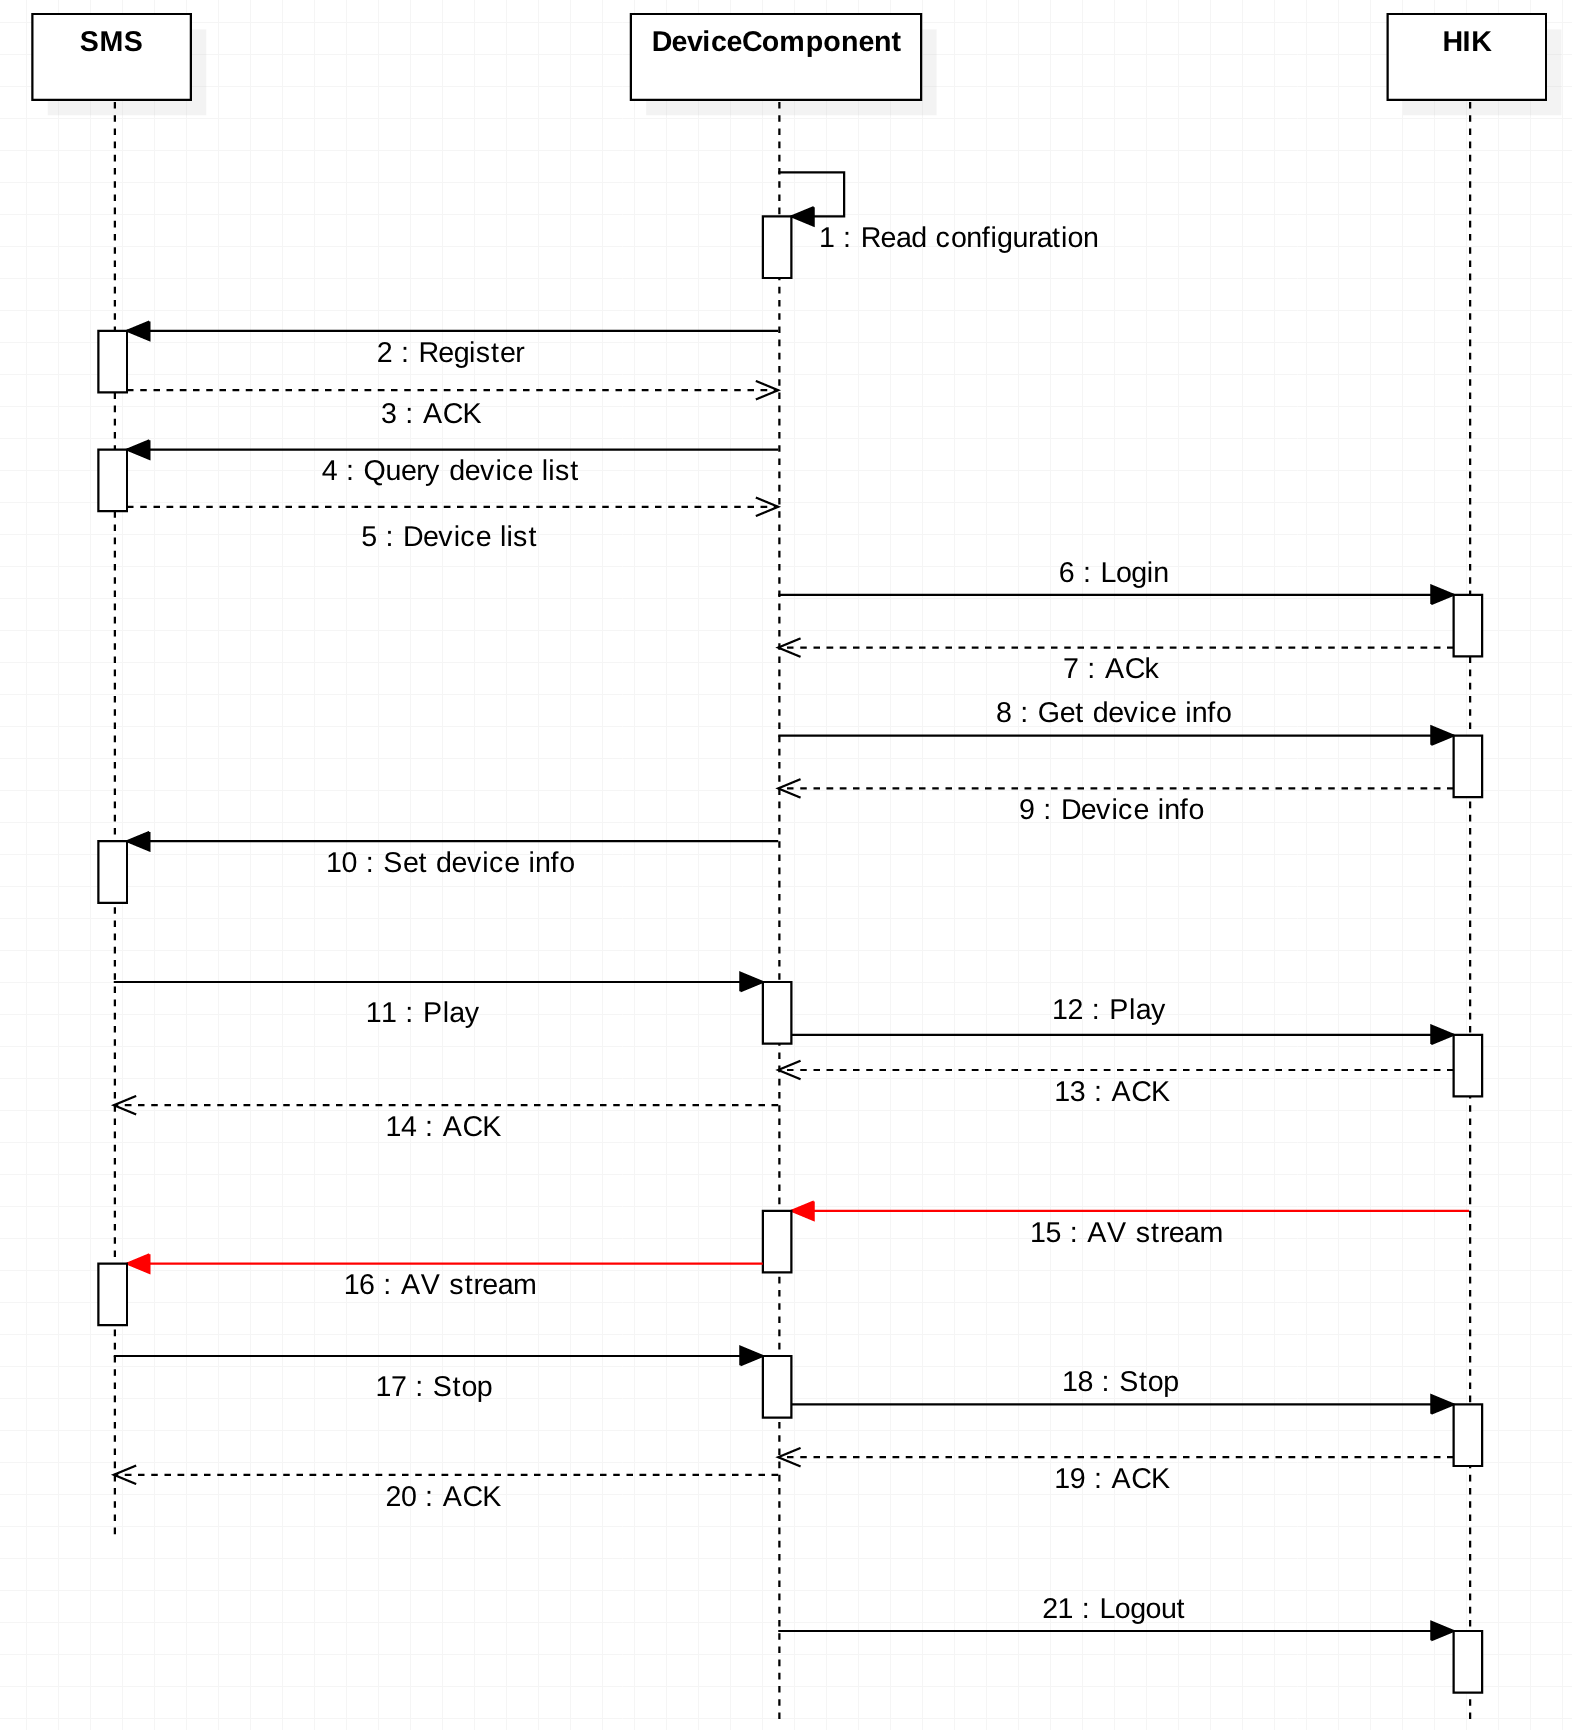 SMS
DeviceComponent
HIK
1 : Read configuration
2 : Register
3 : ACK
4 : Query device list
5 : Device list
6 : Login
7 : ACk
8 : Get device info
9 : Device info
10 : Set device info
11 : Play
12 : Play
13 : ACK
14 : ACK
15 : AV stream
16 : AV stream
17 : Stop
18 : Stop
19 : ACK
20 : ACK
21 : Logout